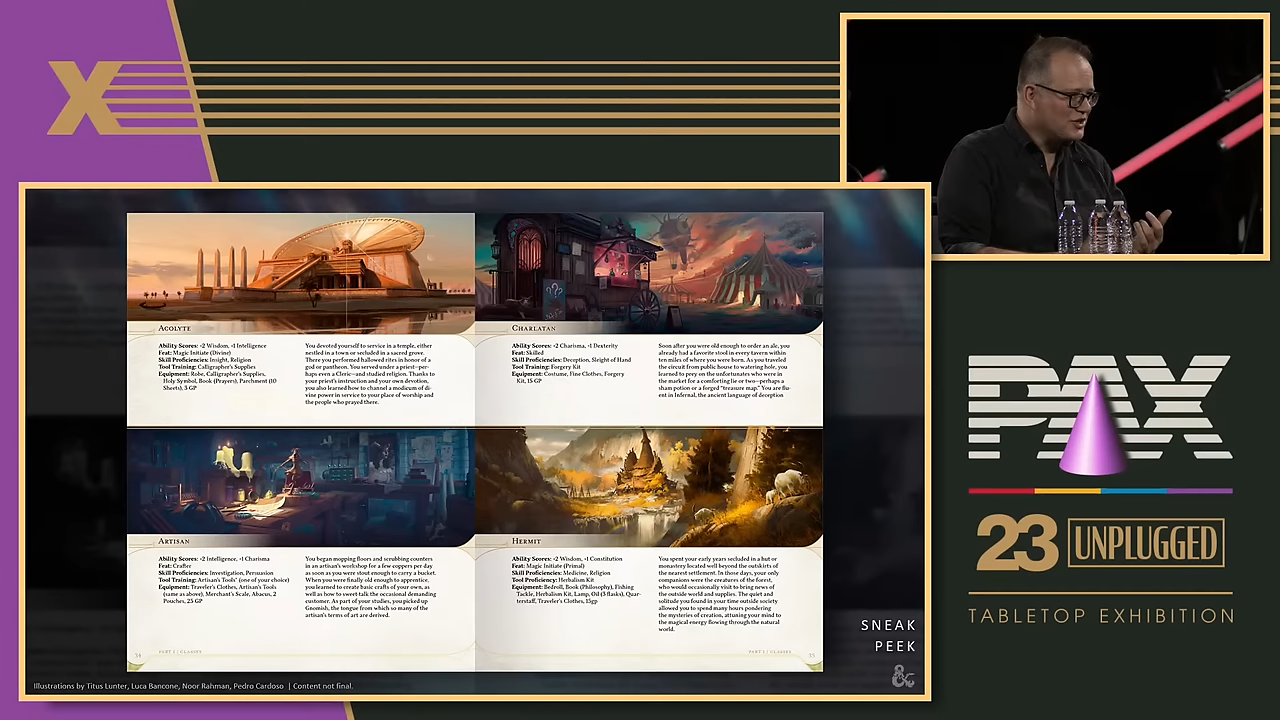 X
ACOLYTE
Ability Scores: +2 Wisdom, +1 Intelligence
Feat: Magic Initiate (Divine)
Skill Proficiencies: Insight, Religion
Tool Training: Calligrapher's Supplies
Equipment: Robe, Calligrapher's Supplies,
Holy Symbol, Book (Prayers), Parchment (10
Sheets), 3 GP
You devoted yourself to service in a temple, either
nestled in a town or secluded in a sacred grove.
There you performed hallowed rites in honor of a
god or pantheon. You served under a priest—per-
haps even a Cleric—and studied religion. Thanks to
your priest's instruction and your own devotion,
you also learned how to channel a modicum of di-
vine power in service to your place of worship and
the people who prayed there.
CHARLATAN
Ability Scores: +2 Charisma, +1 Dexterity
Feat: Skilled
Skill Proficiencies: Deception, Sleight of Hand
Tool Training: Forgery Kit
Equipment: Costume, Fine Clothes, Forgery
Kit, 15 GP
Soon after you were old enough to order an ale, you
already had a favorite stool in every tavern within
ten miles of where you were born. As you traveled
the circuit from public house to watering hole, you
learned to prey on the unfortunates who were in
the market for a comforting lie or two—perhaps a
sham potion or a forged "treasure map." You are flu-
ent in Infernal, the ancient language of deception
ARTISAN
Ability Scores: +2 Intelligence, +1 Charisma
Feat: Crafter
Skill Proficiencies: Investigation, Persuasion
Tool Training: Artisan's Tools' (one of your choice)
Equipment: Traveler's Clothes, Artisan's Tools
(same as above), Merchant's Scale, Abacus, 2
Pouches, 25 GP
You began mopping floors and scrubbing counters
in an artisan's workshop for a few coppers per day
as soon as you were stout enough to carry a bucket.
When you were finally old enough to apprentice,
you learned to create basic crafts of your own, as
well as how to sweet-talk the occasional demanding
customer. As part of your studies, you picked up
Gnomish, the tongue from which so many of the
artisan's terms of art are derived.
HERMIT
Ability Scores: +2 Wisdom, +1 Constitution
Feat: Magic Initiate (Primal)
Skill Proficiencies: Medicine, Religion
Tool Proficiency: Herbalism Kit
Equipment: Bedroll, Book (Philosophy), Fishing
Tackle, Herbalism Kit, Lamp, Oil (3 flasks), Quar-
terstaff, Traveler's Clothes, 15gp
You spent your early years secluded in a hut or
monastery located well beyond the outskirts of
the nearest settlement. In those days, your only
companions were the creatures of the forest,
who would occasionally visit to bring news of
the outside world and supplies. The quiet and
solitude you found in your time outside society
allowed you to spend many hours pondering
the mysteries of creation, attuning your mind to
the magical energy flowing through the natural
world.
34 PART 2 | CLASSES
PART 2 | CLASSES 35
SNEAK
PEEK
Illustrations by Titus Lunter, Luca Bancone, Noor Rahman, Pedro Cardoso | Content not final.
PAX
23 UNPLUGGED
TABLETOP EXHIBITION